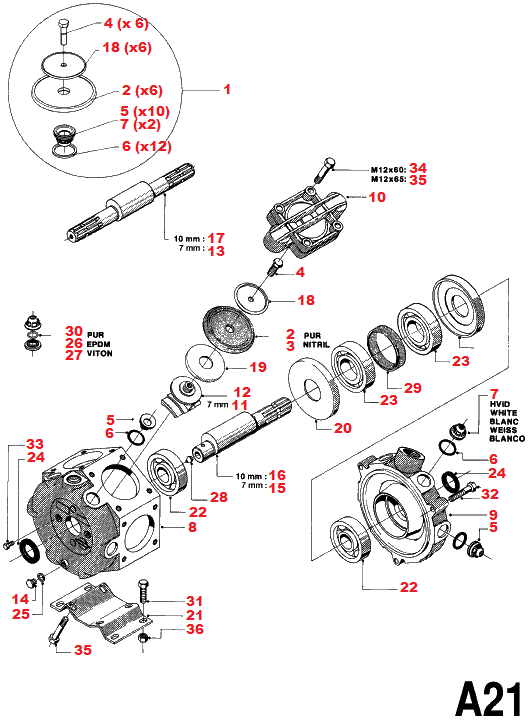 4 (x 6)
18 (x6)
2 (x6)
1
5 (x10)
7 (x2)
6 (x12)
M12x60: 34
M12x65: 35
10
10 mm : 17
7 mm : 13
4
18
30 PUR
26 EPDM
27 VITON
2 PUR
3 NITRIL
19
23
29
23
20
12
7 mm 11
7
HVID
WHITE
BLANC
WEISS
BLANCO
5
6
33
24
6
24
10 mm : 16
7 mm : 15
28
22
8
32
9
5
22
14
25
31
21
36
35
A21